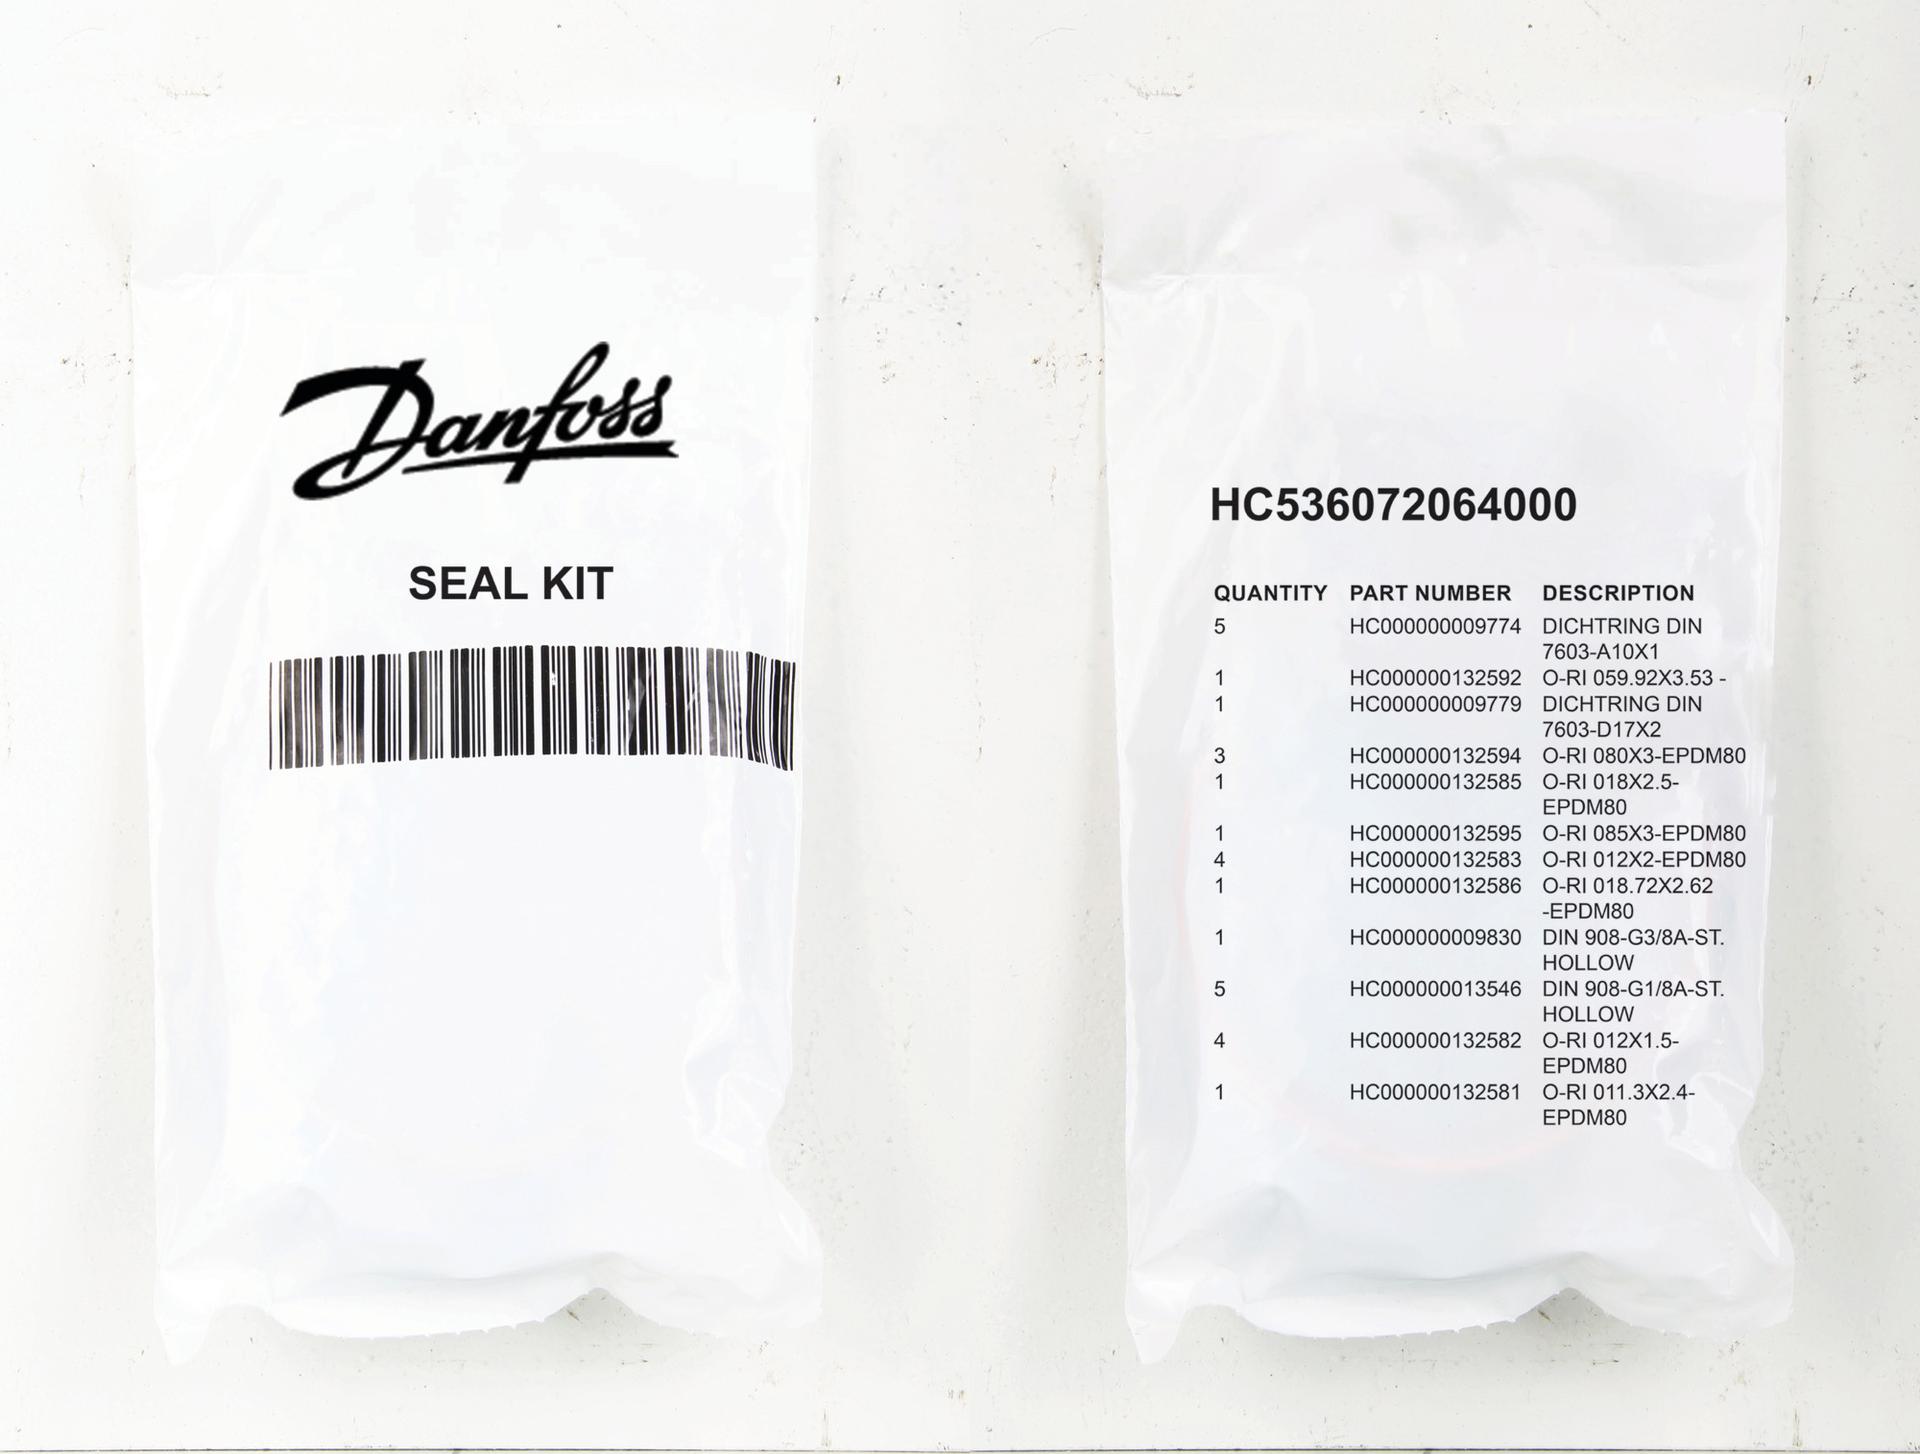 Danfoss
SEAL KIT
HC536072064000
QUANTITY PART NUMBER DESCRIPTION
5 HC000000009774 DICHTRING DIN
7603-A10X1
1 HC000000132592 O-RI 059.92X3.53 -
1 HC000000009779 DICHTRING DIN
7603-D17X2
3 HC000000132594 O-RI 080X3-EPDM80
1 HC000000132585 O-RI 018X2.5-
EPDM80
1 HC000000132595 O-RI 085X3-EPDM80
4 HC000000132583 O-RI 012X2-EPDM80
1 HC000000132586 O-RI 018.72X2.62
-EPDM80
1 HC000000009830 DIN 908-G3/8A-ST.
HOLLOW
5 HC000000013546 DIN 908-G1/8A-ST.
HOLLOW
4 HC000000132582 O-RI 012X1.5-
EPDM80
1 HC000000132581 O-RI 011.3X2.4-
EPDM80